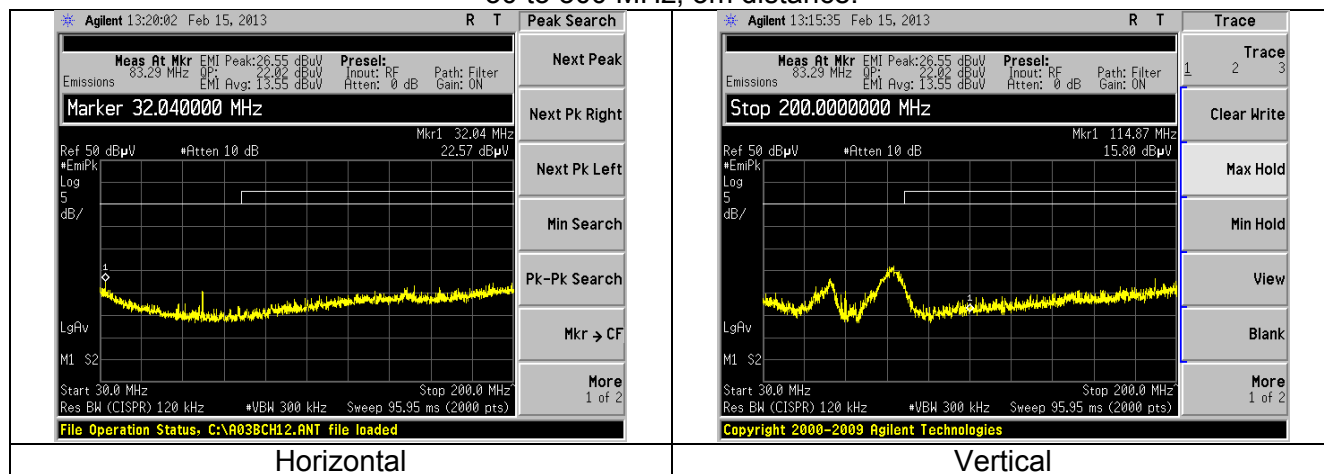 Agilent 13:20:02 Feb 15, 2013 R T Peak Search
Meas At Mkr EMI Peak:26.55 dBuV Presel:
83.29 MHz QP: 22.02 dBuV Input: RF Path: Filter
Emissions EMI Avg: 13.55 dBuV Atten: 0 dB Gain: ON
Marker 32.040000 MHz
Mkr1 32.04 MHz
Ref 50 dBµV #Atten 10 dB 22.57 dBµV
#EmiPk
Log
5
dB/
1
LgAv
M1 S2
Start 30.0 MHz Stop 200.0 MHz^
Res BW (CISPR) 120 kHz #VBW 300 kHz Sweep 95.95 ms (2000 pts)
File Operation Status, C:\A03BCH12.ANT file loaded
Next Peak
Next Pk Right
Next Pk Left
Min Search
Pk-Pk Search
Mkr → CF
More
1 of 2
Horizontal
Agilent 13:15:35 Feb 15, 2013 R T Trace
Meas At Mkr EMI Peak:26.55 dBuV Presel:
83.29 MHz QP: 22.02 dBuV Input: RF Path: Filter
Emissions EMI Avg: 13.55 dBuV Atten: 0 dB Gain: ON
Stop 200.0000000 MHz
Mkr1 114.87 MHz
Ref 50 dBµV #Atten 10 dB 15.80 dBµV
#EmiPk
Log
5
dB/
1
LgAv
M1 S2
Start 30.0 MHz Stop 200.0 MHz^
Res BW (CISPR) 120 kHz #VBW 300 kHz Sweep 95.95 ms (2000 pts)
Copyright 2000-2009 Agilent Technologies
Trace
1 2 3
Clear Write
Max Hold
Min Hold
View
Blank
More
1 of 2
Vertical